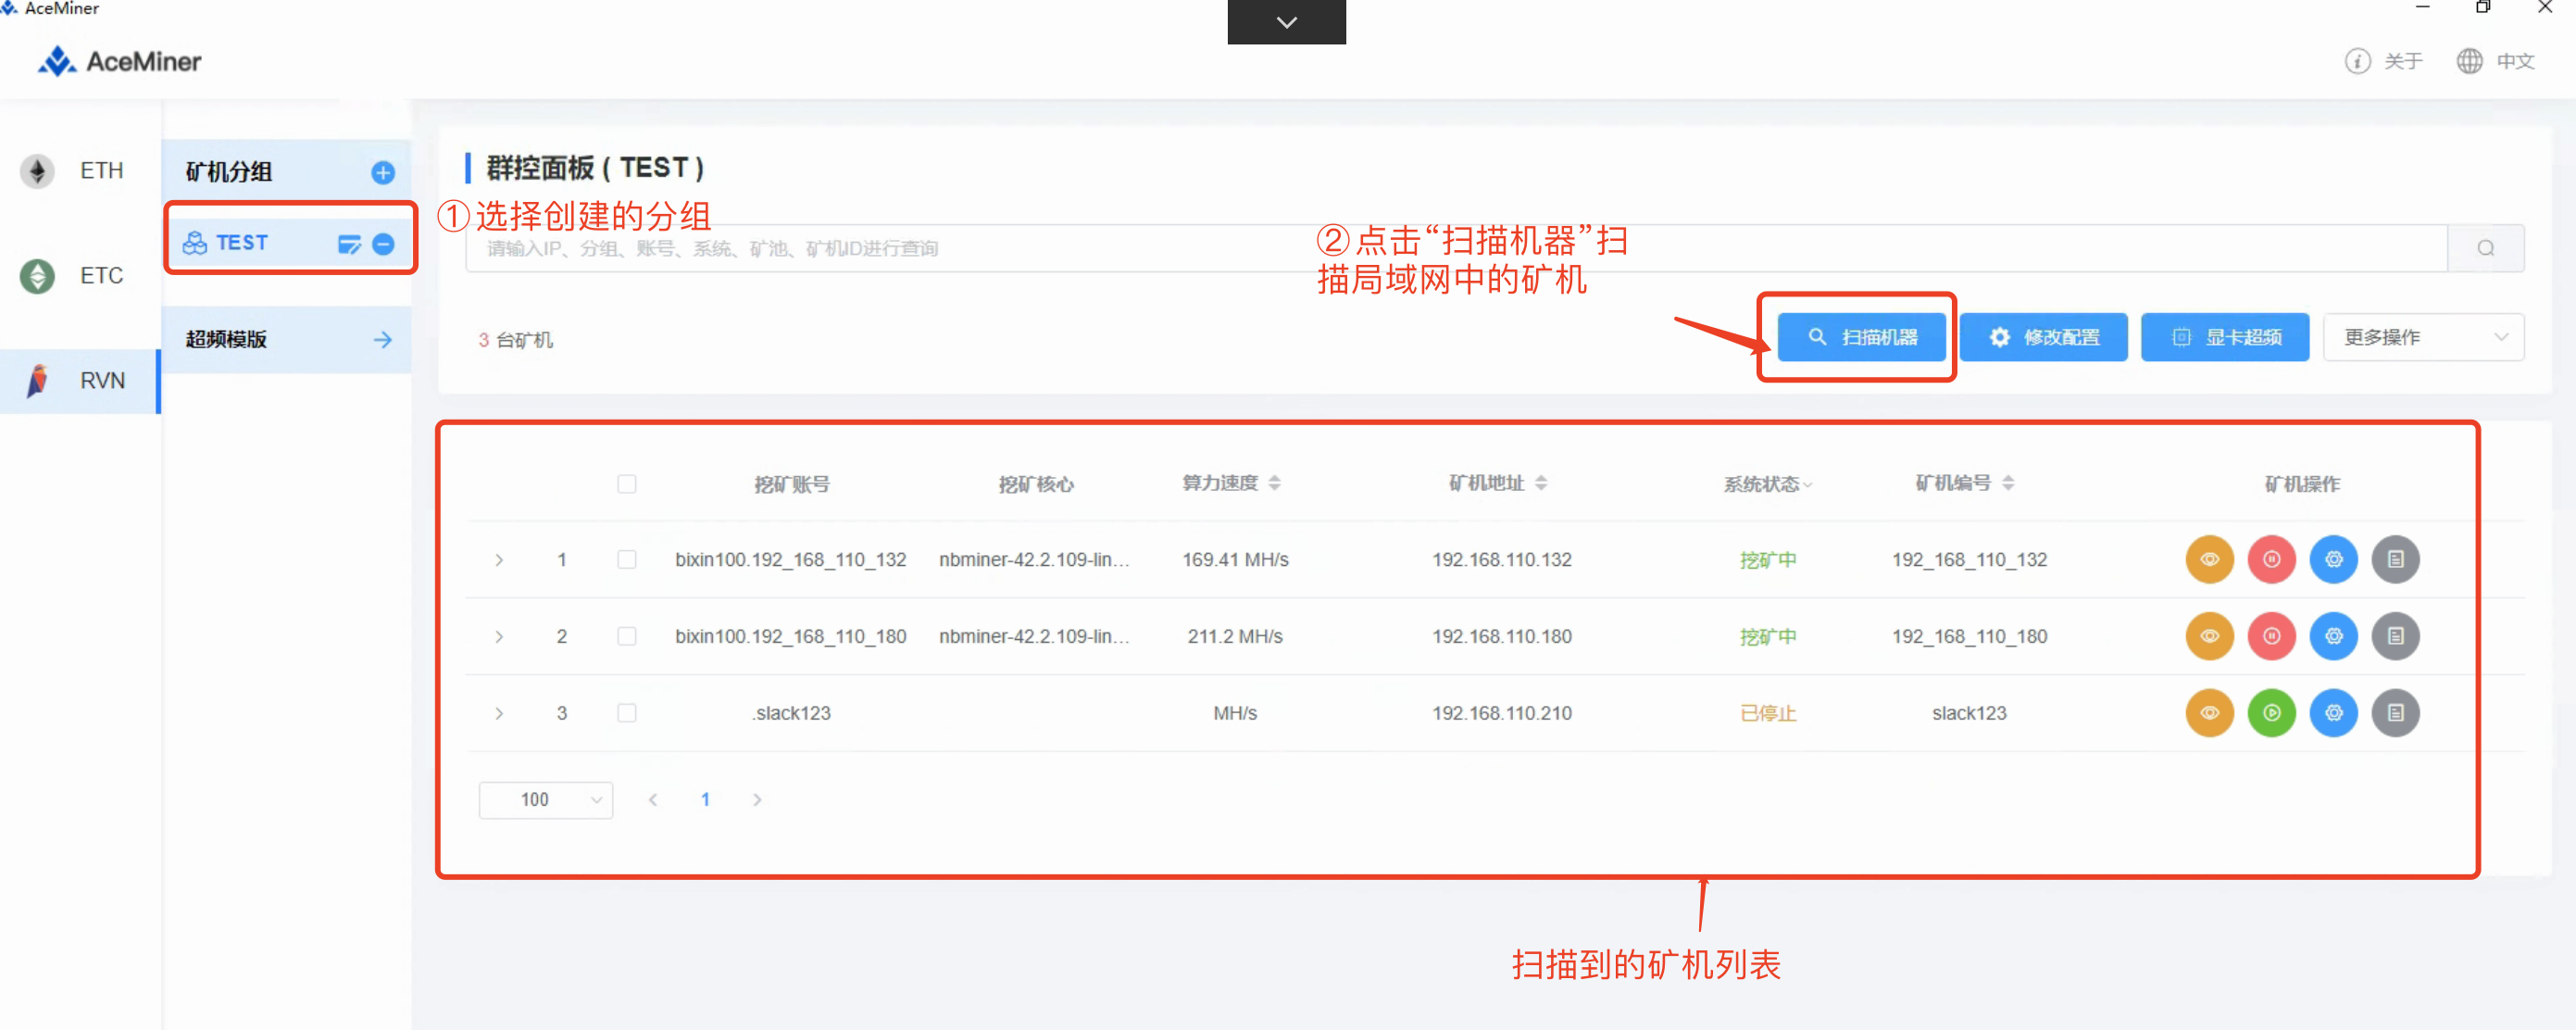 AceMiner
AceMiner
关于
中文
ETH
ETC
RVN
矿机分组
TEST
超频模版
群控面板 ( TEST )
①选择创建的分组
请输入IP、分组、账号、系统、矿池、矿机ID进行查询
②点击“扫描机器”扫
描局域网中的矿机
3 台矿机
扫描机器
修改配置
显卡超频
更多操作
挖矿账号 挖矿核心 算力速度 矿机地址 系统状态 矿机编号 矿机操作
1 bixin100.192_168_110_132 nbminer-42.2.109-lin... 169.41 MH/s 192.168.110.132 挖矿中 192_168_110_132
2 bixin100.192_168_110_180 nbminer-42.2.109-lin... 211.2 MH/s 192.168.110.180 挖矿中 192_168_110_180
3 .slack123 MH/s 192.168.110.210 已停止 slack123
100 1
扫描到的矿机列表